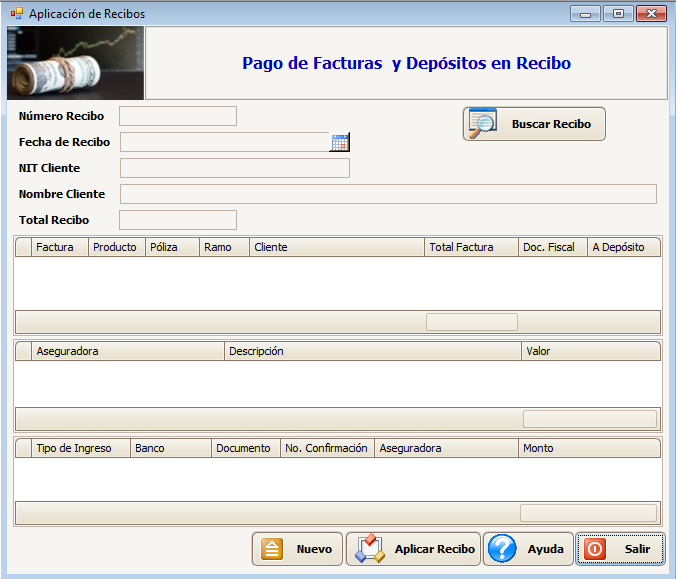 Aplicación de Recibos
Pago de Facturas y Depósitos en Recibo
Número Recibo
Buscar Recibo
Fecha de Recibo
NIT Cliente
Nombre Cliente
Total Recibo
Factura Producto Póliza Ramo Cliente Total Factura Doc. Fiscal A Depósito
Aseguradora Descripción Valor
Tipo de Ingreso Banco Documento No. Confirmación Aseguradora Monto
Nuevo Aplicar Recibo Ayuda Salir